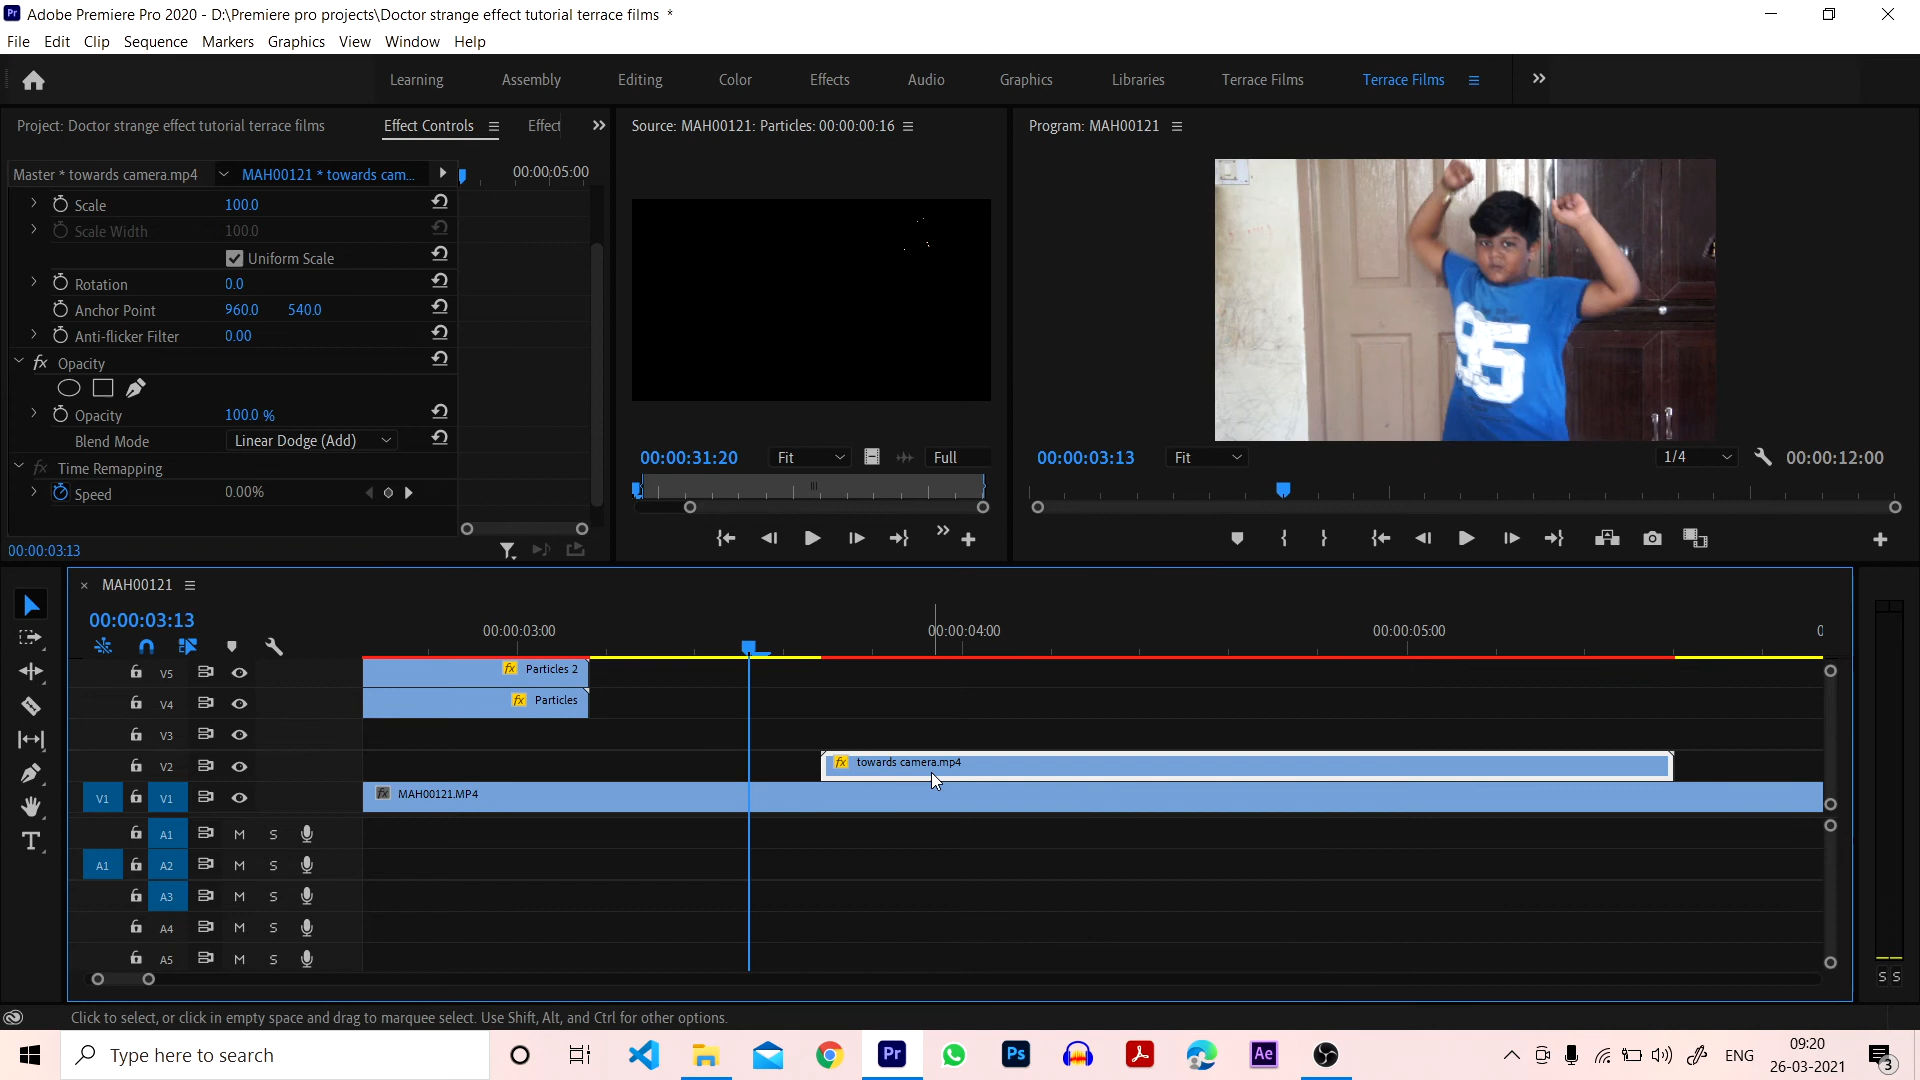 Adobe Premiere Pro 2020 - D:\Premiere pro projects\Doctor strange effect tutorial terrace films *
File Edit Clip Sequence Markers Graphics View Window Help
Learning Assembly Editing Color Effects Audio Graphics Libraries Terrace Films Terrace Films
Project: Doctor strange effect tutorial terrace films Effect Controls Effect
Source: MAH00121: Particles: 00:00:00:16
Program: MAH00121
Master * towards camera.mp4 MAH00121 * towards cam... 00:00:05:00
Scale 100.0
Scale Width 100.0
Uniform Scale
Rotation 0.0
Anchor Point 960.0 540.0
Anti-flicker Filter 0.00
fx Opacity
Opacity 100.0 %
Blend Mode Linear Dodge (Add)
fx Time Remapping
Speed 0.00%
00:00:03:13
00:00:31:20 Fit Full
00:00:03:13 Fit 1/4 00:00:12:00
95
× MAH00121
00:00:03:13
00:00:03:00 00:00:04:00 00:00:05:00 0
V5 fx Particles 2
V4 fx Particles
V3
V2 fx towards camera.mp4
V1 V1 fx MAH00121.MP4
A1 M S
A1 A2 M S
A3 M S
A4 M S
A5 M S
S S
Click to select, or click in empty space and drag to marquee select. Use Shift, Alt, and Ctrl for other options.
Type here to search
Pr Ps Ae
ENG
09:20
26-03-2021
3